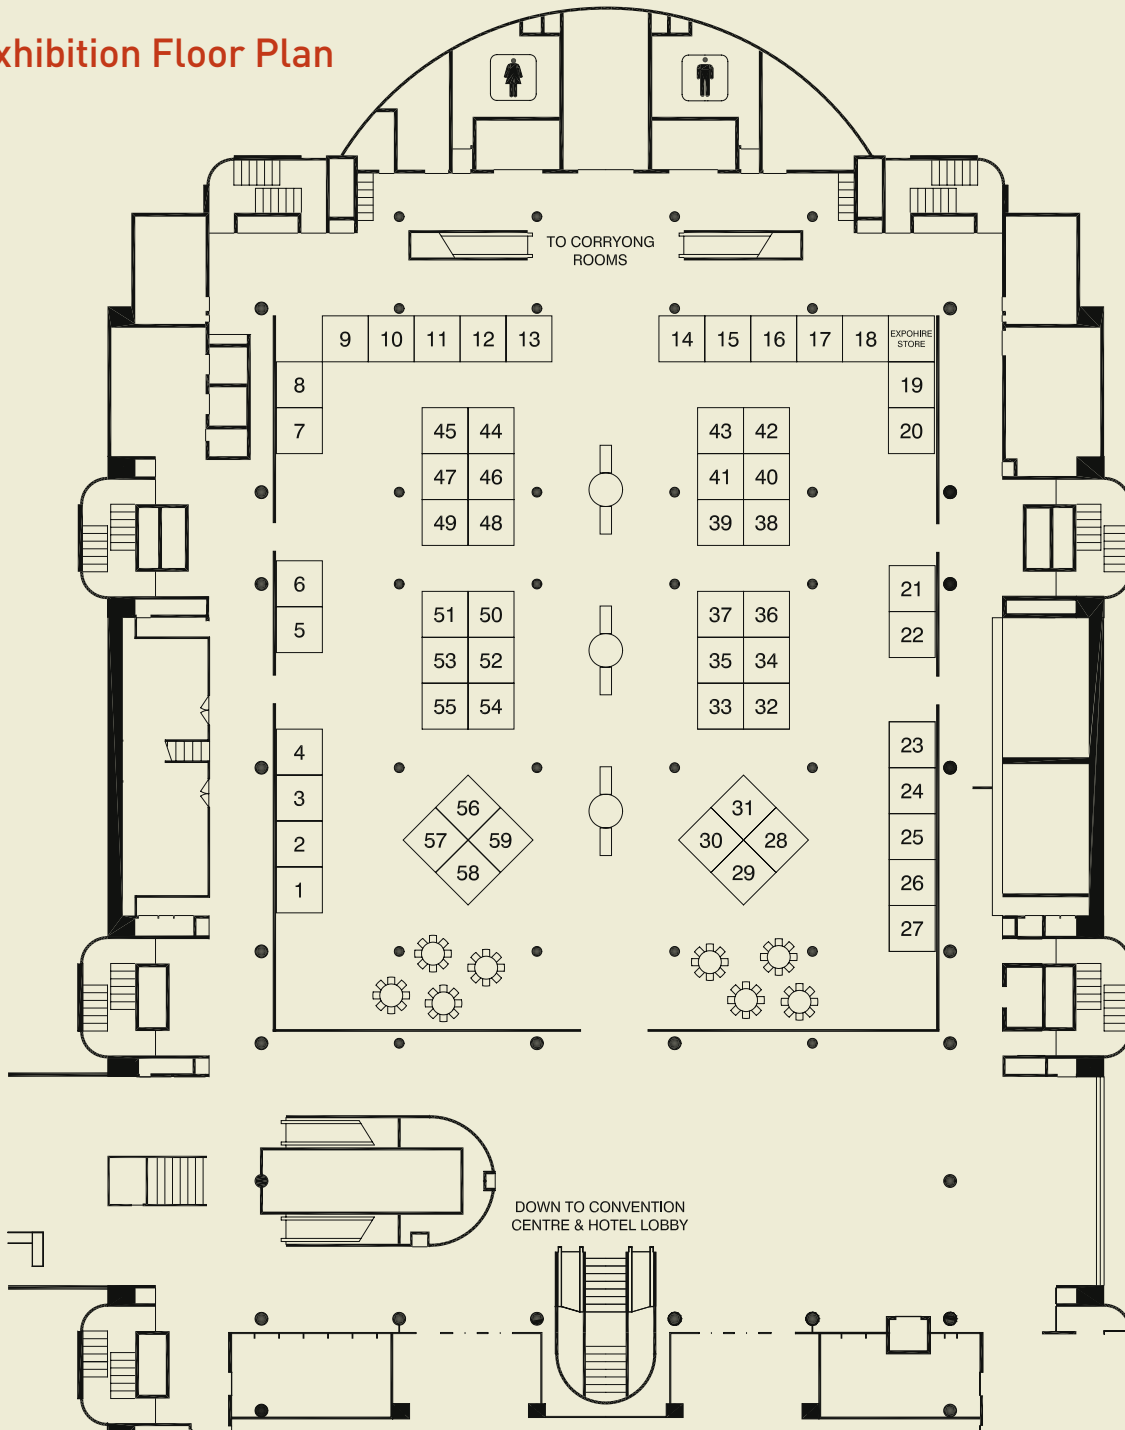 xhibition Floor Plan
TO CORRYONG
ROOMS
9 10 11 12 13 14 15 16 17 18 EXPOHIRE
STORE
8 19
7 45 44 43 42 20
47 46 41 40
49 48 39 38
6 21
5 51 50 37 36 22
53 52 35 34
55 54 33 32
4 23
3 24
56 31
2 57 59 30 28 25
58 29
1 26
27
DOWN TO CONVENTION
CENTRE & HOTEL LOBBY